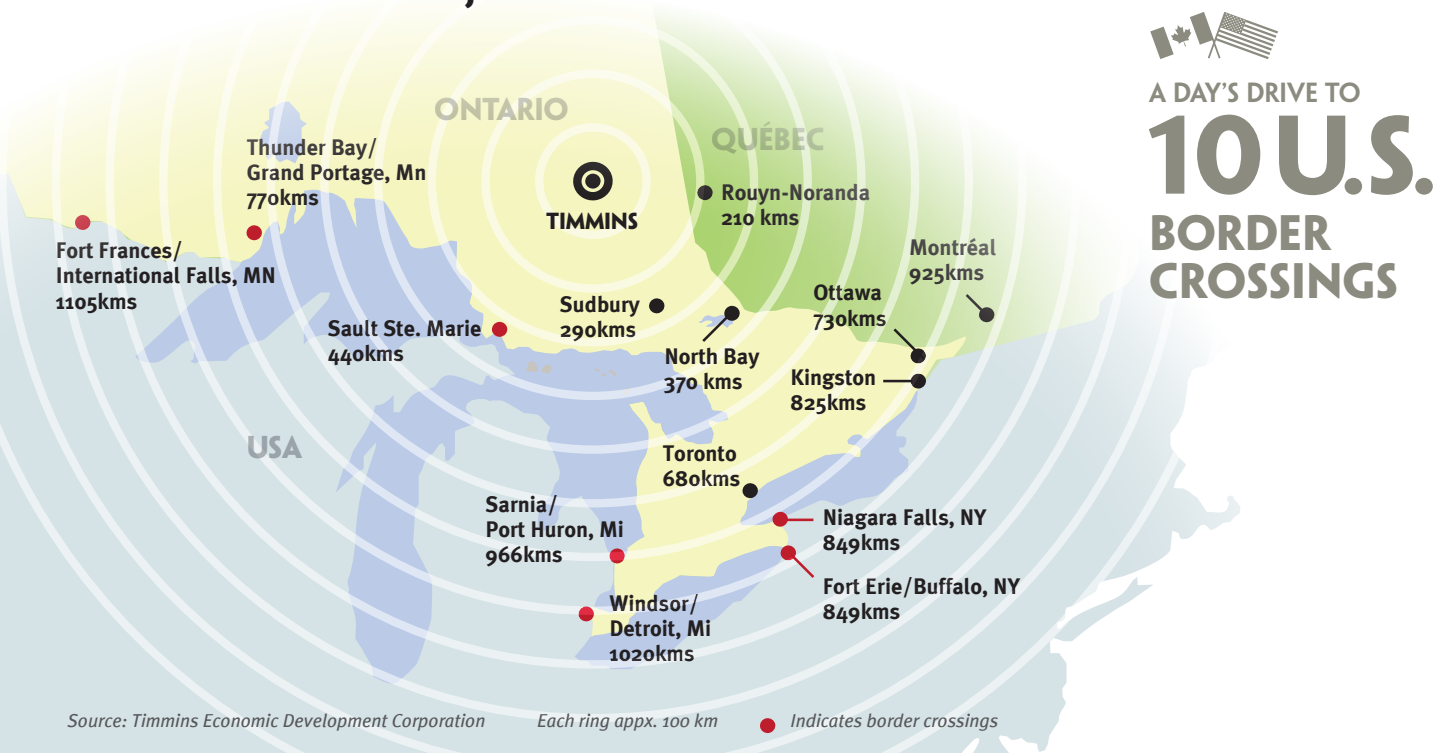 ,
A DAY'S DRIVE TO
10 U.S.
BORDER
CROSSINGS
ONTARIO
QUÉBEC
Thunder Bay/
Grand Portage, Mn
770kms
TIMMINS
Rouyn-Noranda
210 kms
Fort Frances/
International Falls, MN
1105kms
Montréal
925kms
Ottawa
730kms
Sudbury
290kms
Sault Ste. Marie
440kms
North Bay
370 kms
Kingston
825kms
USA
Toronto
680kms
Sarnia/
Port Huron, Mi
966kms
Niagara Falls, NY
849kms
Fort Erie/Buffalo, NY
849kms
Windsor/
Detroit, Mi
1020kms
Source: Timmins Economic Development Corporation
Each ring appx. 100 km
Indicates border crossings